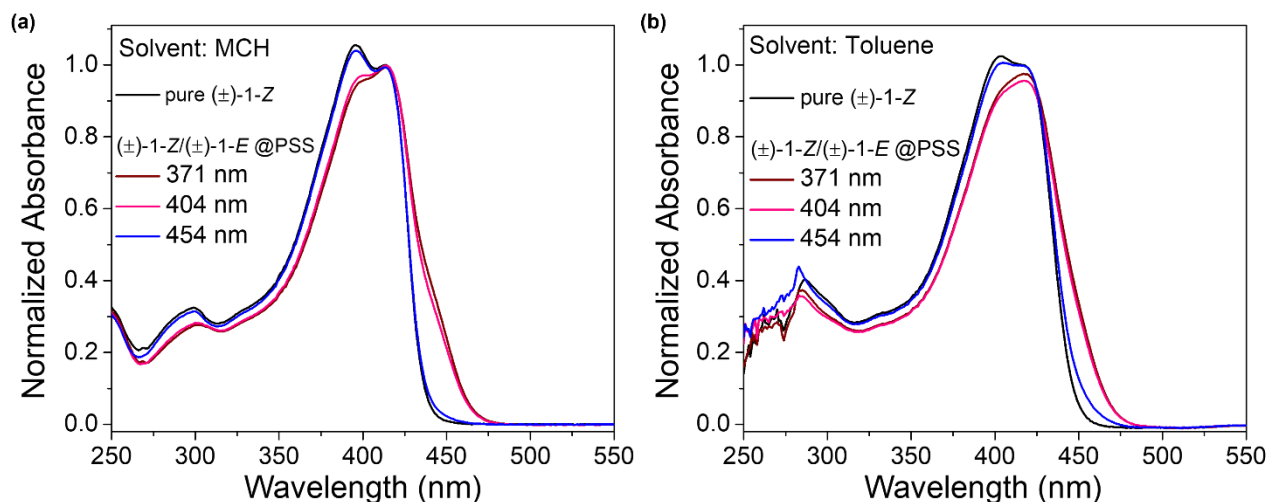 (a)
Solvent: MCH
pure (±)-1-Z
(±)-1-Z/(±)-1-E @PSS
371 nm
404 nm
454 nm
Normalized Absorbance
1.0
0.8
0.6
0.4
0.2
0.0
250 300 350 400 450 500 550
Wavelength (nm)
(b)
Solvent: Toluene
pure (±)-1-Z
(±)-1-Z/(±)-1-E @PSS
371 nm
404 nm
454 nm
Normalized Absorbance
1.0
0.8
0.6
0.4
0.2
0.0
250 300 350 400 450 500 550
Wavelength (nm)